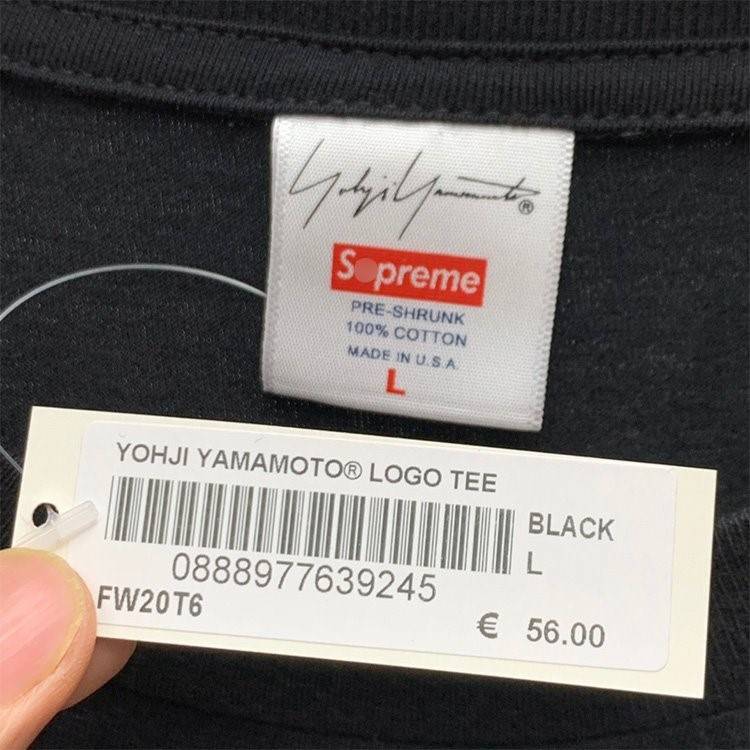 Yohji Yamamoto®
Supreme
PRE-SHRUNK
100% COTTON
MADE IN U.S.A.
L
YOHJI YAMAMOTO® LOGO TEE
BLACK
L
0888977639245
FW20T6
€ 56.00